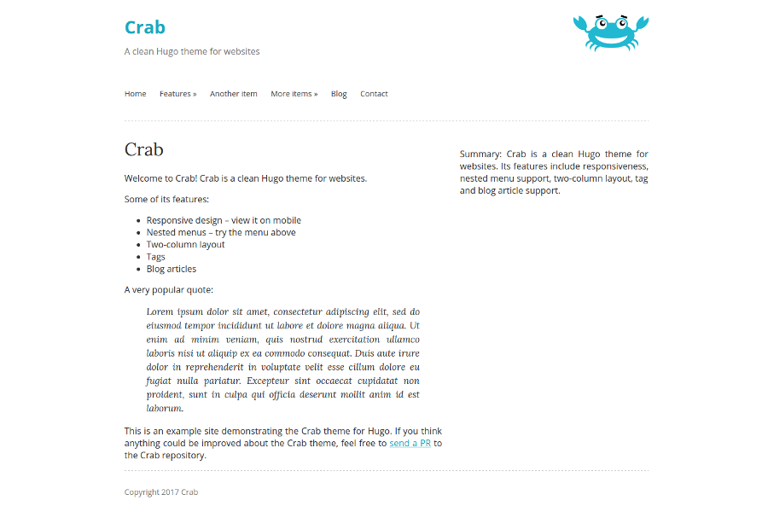 Crab
A clean Hugo theme for websites
Home Features » Another item More items » Blog Contact
Crab
Welcome to Crab! Crab is a clean Hugo theme for websites.
Some of its features:
• Responsive design – view it on mobile
• Nested menus – try the menu above
• Two-column layout
• Tags
• Blog articles
A very popular quote:
Lorem ipsum dolor sit amet, consectetur adipiscing elit, sed do
eiusmod tempor incididunt ut labore et dolore magna aliqua. Ut
enim ad minim veniam, quis nostrud exercitation ullamco
laboris nisi ut aliquip ex ea commodo consequat. Duis aute irure
dolor in reprehenderit in voluptate velit esse cillum dolore eu
fugiat nulla pariatur. Excepteur sint occaecat cupidatat non
proident, sunt in culpa qui officia deserunt mollit anim id est
laborum.
This is an example site demonstrating the Crab theme for Hugo. If you think
anything could be improved about the Crab theme, feel free to send a PR to
the Crab repository.
Summary: Crab is a clean Hugo theme for
websites. Its features include responsiveness,
nested menu support, two-column layout, tag
and blog article support.
Copyright 2017 Crab